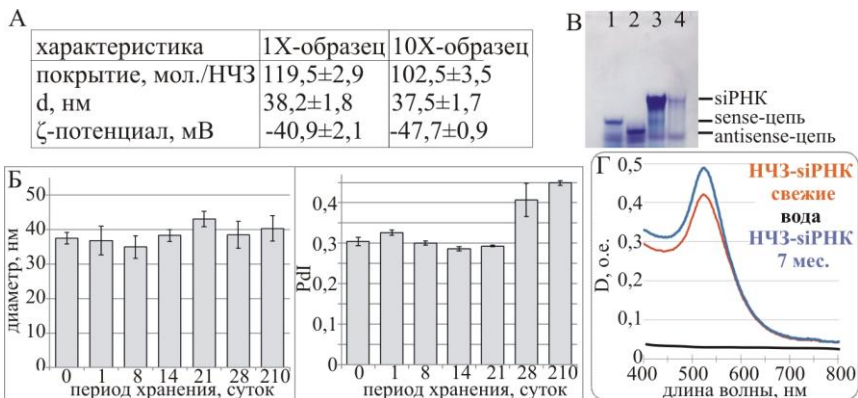 А
характеристика 1X-образец 10X-образец
покрытие, мол./НЧЗ 119,5±2,9 102,5±3,5
d, нм 38,2±1,8 37,5±1,7
ζ-потенциал, мВ -40,9±2,1 -47,7±0,9
В
1 2 3 4
siРНК
sense-цепь
antisense-цепь
Б
50
40
30
20
10
0
диаметр, нм
0 1 8 14 21 28 210
период хранения, суток
0,4
0,3
0,2
0,1
0
PdI
0 1 8 14 21 28 210
период хранения, суток
Г
0,5
0,4
0,3
0,2
0,1
0
D, о.е.
НЧЗ-siРНК
свежие
вода
НЧЗ-siРНК
7 мес.
400 500 600 700 800
длина волны, нм